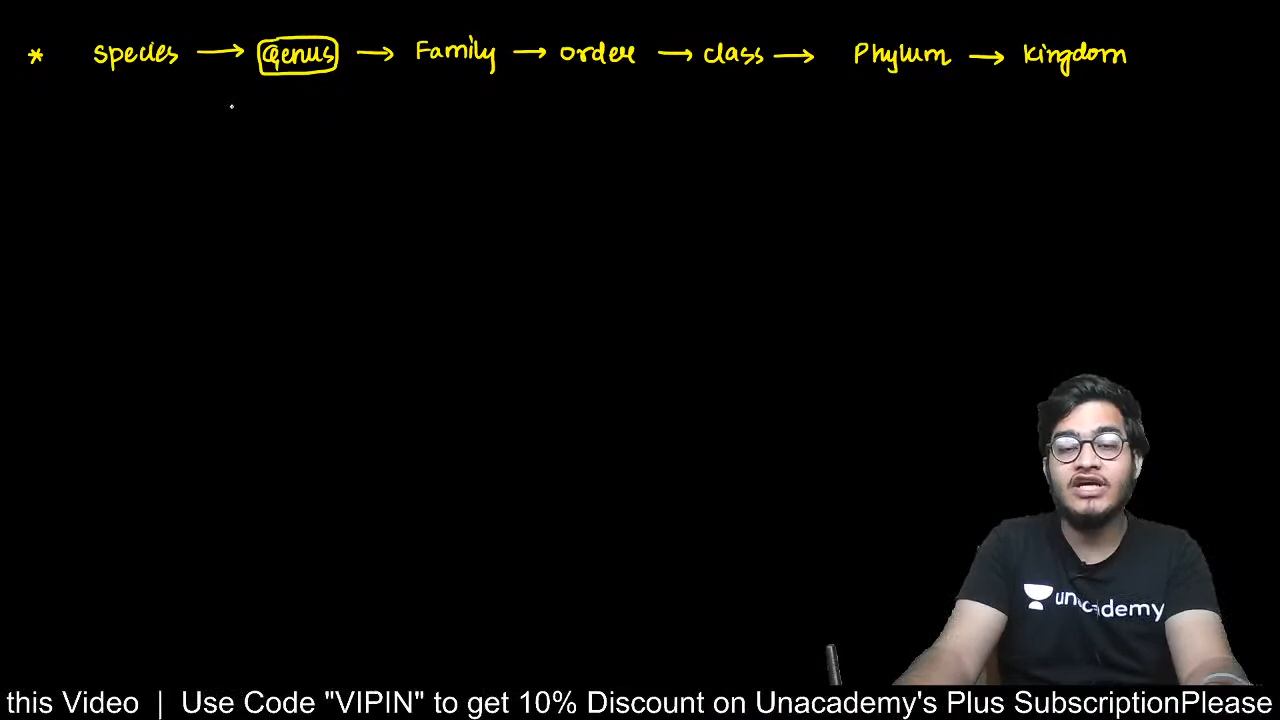 * Species → Genus → Family → order → class → Phylum → Kingdom
unacademy
this Video | Use Code "VIPIN" to get 10% Discount on Unacademy's Plus SubscriptionPlease